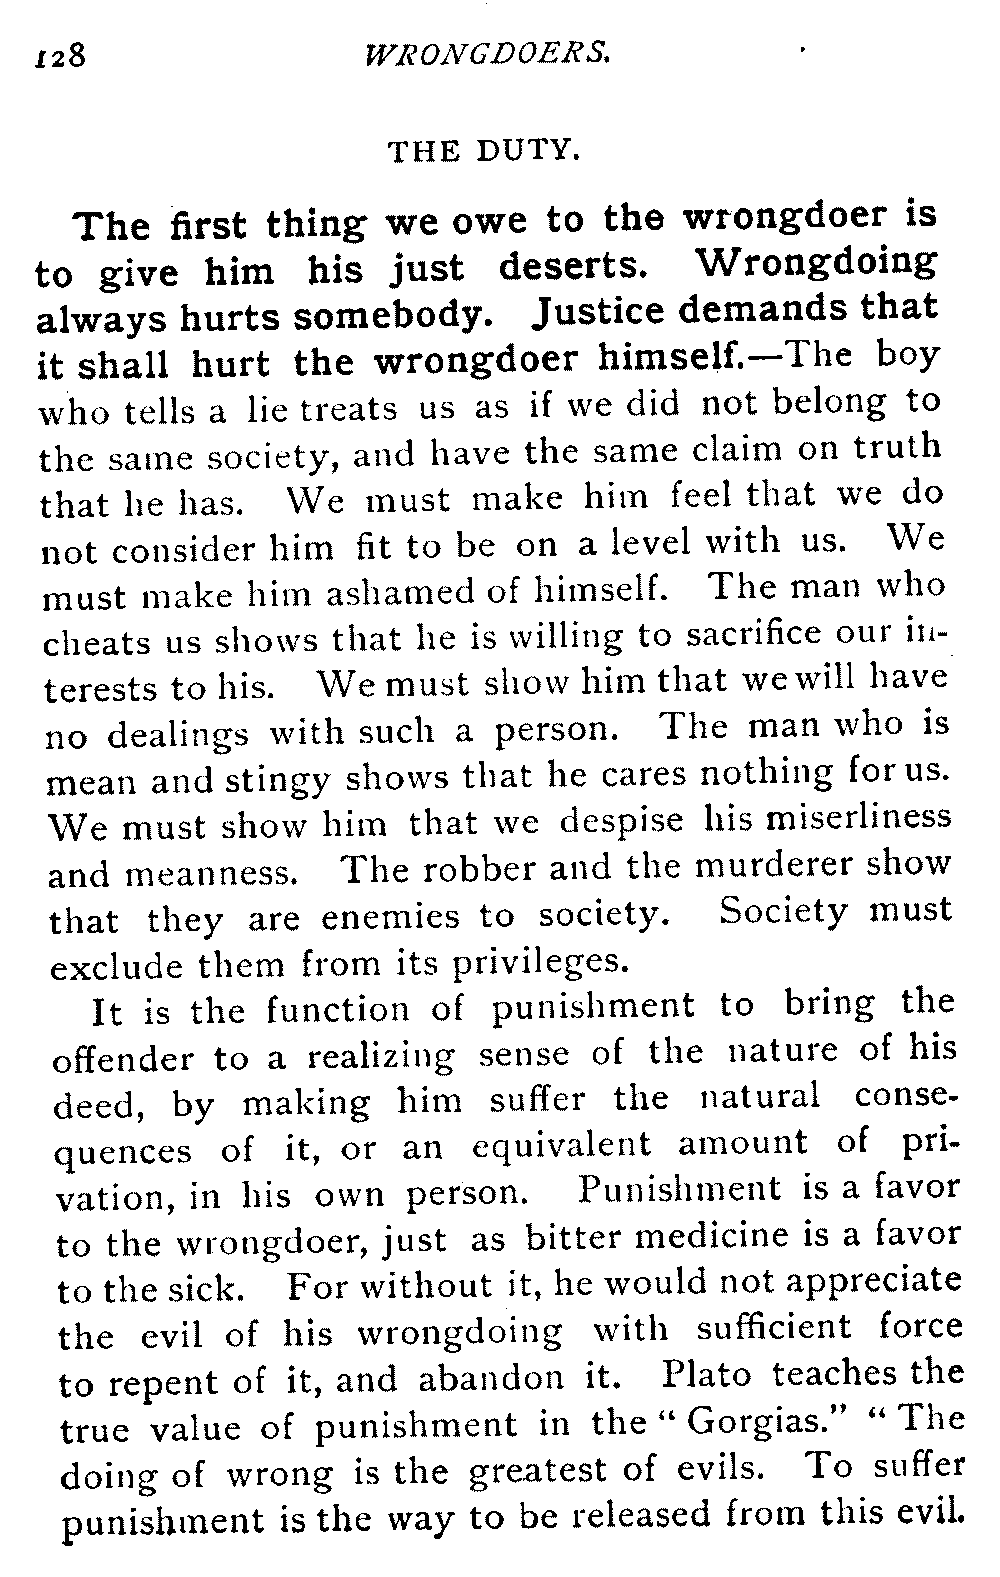 128 WRONGDOERS.
THE DUTY.
The first thing we owe to the wrongdoer is
to give him his just deserts. Wrongdoing
always hurts somebody. Justice demands that
it shall hurt the wrongdoer himself.—The boy
who tells a lie treats us as if we did not belong to
the same society, and have the same claim on truth
that he has. We must make him feel that we do
not consider him fit to be on a level with us. We
must make him ashamed of himself. The man who
cheats us shows that he is willing to sacrifice our in-
terests to his. We must show him that we will have
no dealings with such a person. The man who is
mean and stingy shows that he cares nothing for us.
We must show him that we despise his miserliness
and meanness. The robber and the murderer show
that they are enemies to society. Society must
exclude them from its privileges.
It is the function of punishment to bring the
offender to a realizing sense of the nature of his
deed, by making him suffer the natural conse-
quences of it, or an equivalent amount of pri-
vation, in his own person. Punishment is a favor
to the wrongdoer, just as bitter medicine is a favor
to the sick. For without it, he would not appreciate
the evil of his wrongdoing with sufficient force
to repent of it, and abandon it. Plato teaches the
true value of punishment in the "Gorgias." "The
doing of wrong is the greatest of evils. To suffer
punishment is the way to be released from this evil.